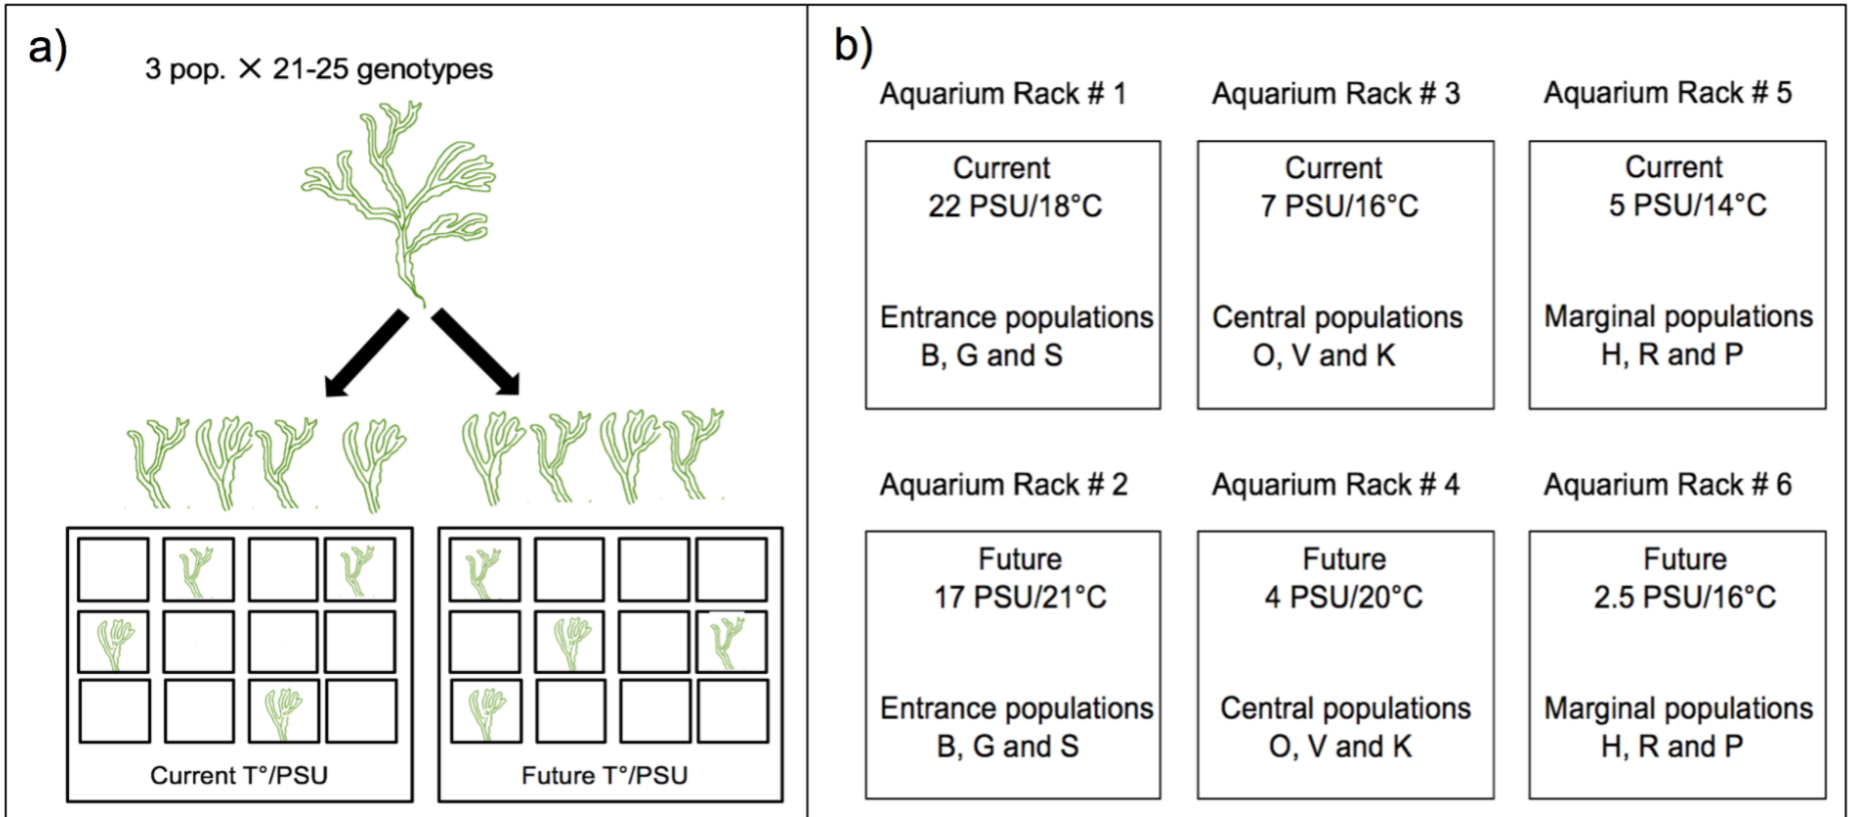 a)
3 pop. × 21-25 genotypes
Current T°/PSU
Future T°/PSU
b)
Aquarium Rack # 1
Current
22 PSU/18°C
Entrance populations
B, G and S
Aquarium Rack # 3
Current
7 PSU/16°C
Central populations
O, V and K
Aquarium Rack # 5
Current
5 PSU/14°C
Marginal populations
H, R and P
Aquarium Rack # 2
Future
17 PSU/21°C
Entrance populations
B, G and S
Aquarium Rack # 4
Future
4 PSU/20°C
Central populations
O, V and K
Aquarium Rack # 6
Future
2.5 PSU/16°C
Marginal populations
H, R and P